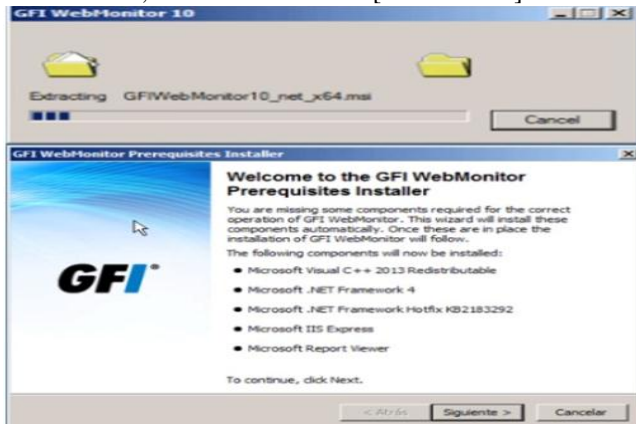 GFI WebMonitor 10
Extracting GFIWebMonitor10_net_x64.msi
Cancel
GFI WebMonitor Prerequisites Installer
Welcome to the GFI WebMonitor
Prerequisites Installer
You are missing some components required for the correct
operation of GFI WebMonitor. This wizard will install these
components automatically. Once these are in place the
installation of GFI WebMonitor will follow.
The following components will now be installed:
● Microsoft Visual C++ 2013 Redistributable
● Microsoft .NET Framework 4
● Microsoft .NET Framework Hotfix KB2183292
● Microsoft IIS Express
● Microsoft Report Viewer
GFI
To continue, click Next.
< Atrás Siguiente > Cancelar